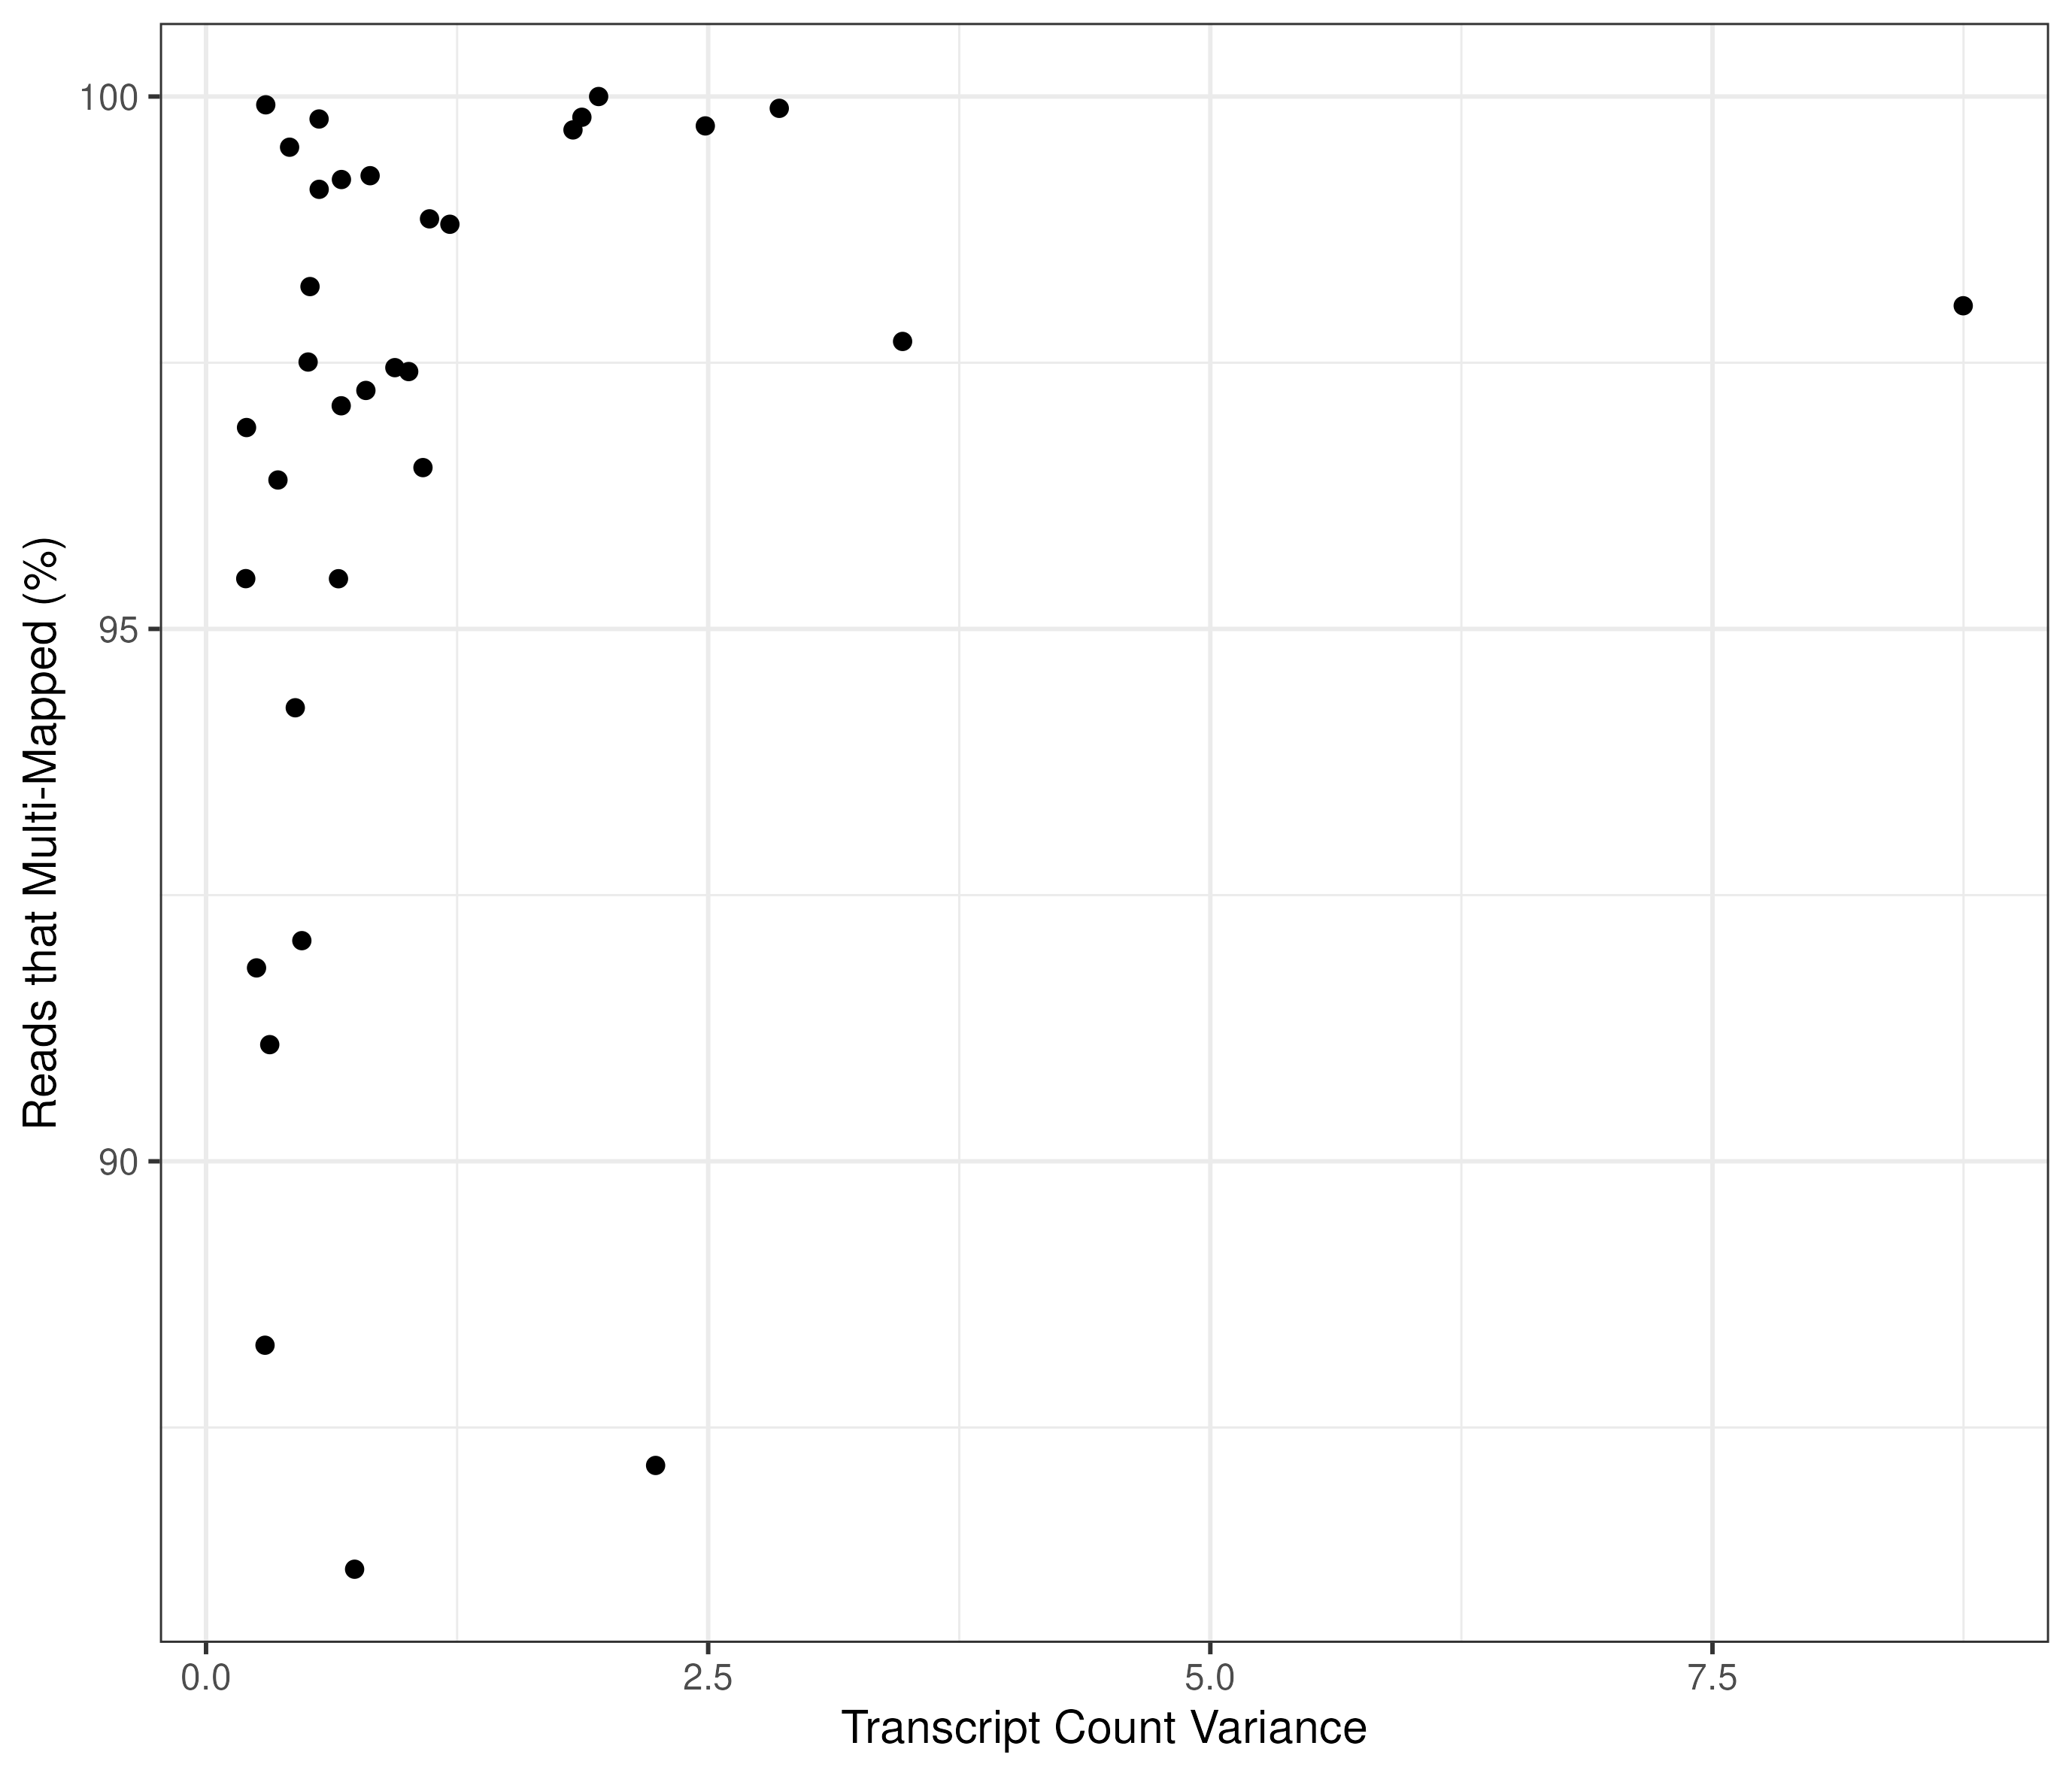 100
95
90
Reads that Multi-Mapped (%)
0.0 2.5 5.0 7.5
Transcript Count Variance